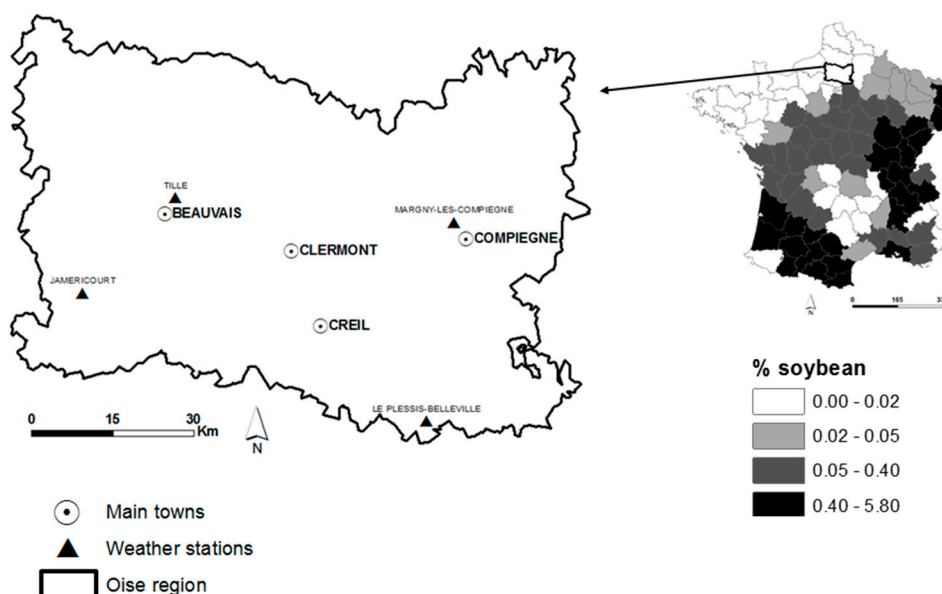 TILLE
BEAUVAIS
MARGNY-LES-COMPIEGNE
COMPIEGNE
CLERMONT
JAMERICOURT
CREIL
LE PLESSIS-BELLEVILLE
0 15 30
Km
N
Main towns
Weather stations
Oise region
N
0 165 33
% soybean
0.00 - 0.02
0.02 - 0.05
0.05 - 0.40
0.40 - 5.80